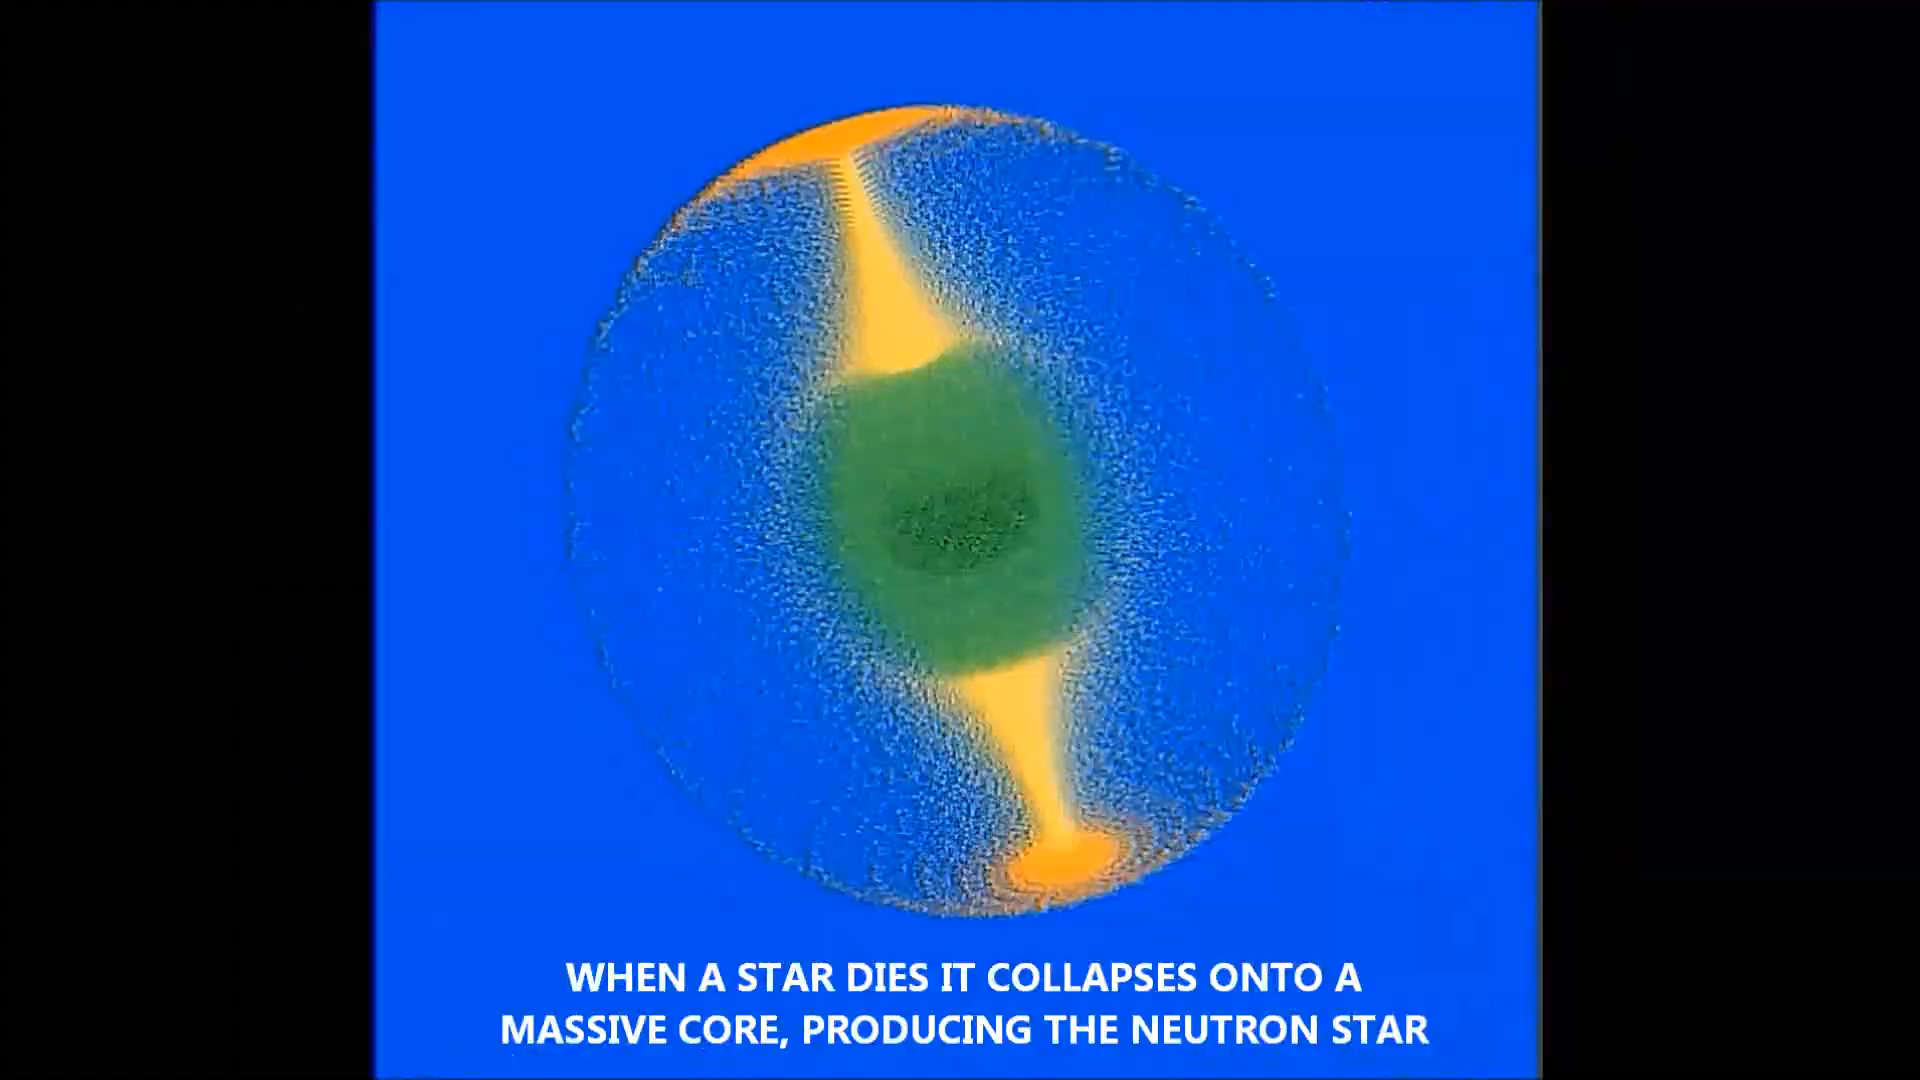 WHEN A STAR DIES IT COLLAPSES ONTO A
MASSIVE CORE, PRODUCING THE NEUTRON STAR